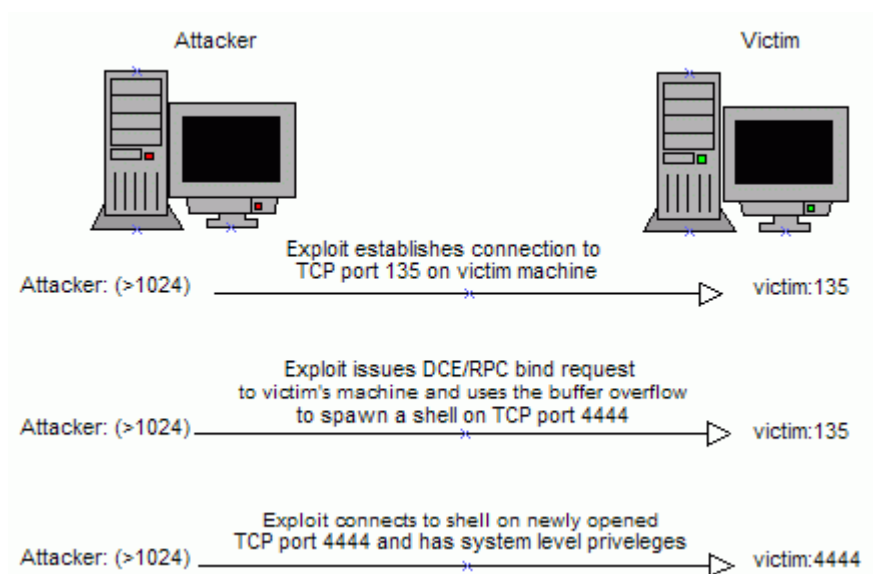 Attacker
Victim
Exploit establishes connection to
TCP port 135 on victim machine
Attacker: (>1024)
victim:135
Exploit issues DCE/RPC bind request
to victim's machine and uses the buffer overflow
to spawn a shell on TCP port 4444
Attacker: (>1024)
victim:135
Exploit connects to shell on newly opened
TCP port 4444 and has system level priveleges
Attacker: (>1024)
victim:4444